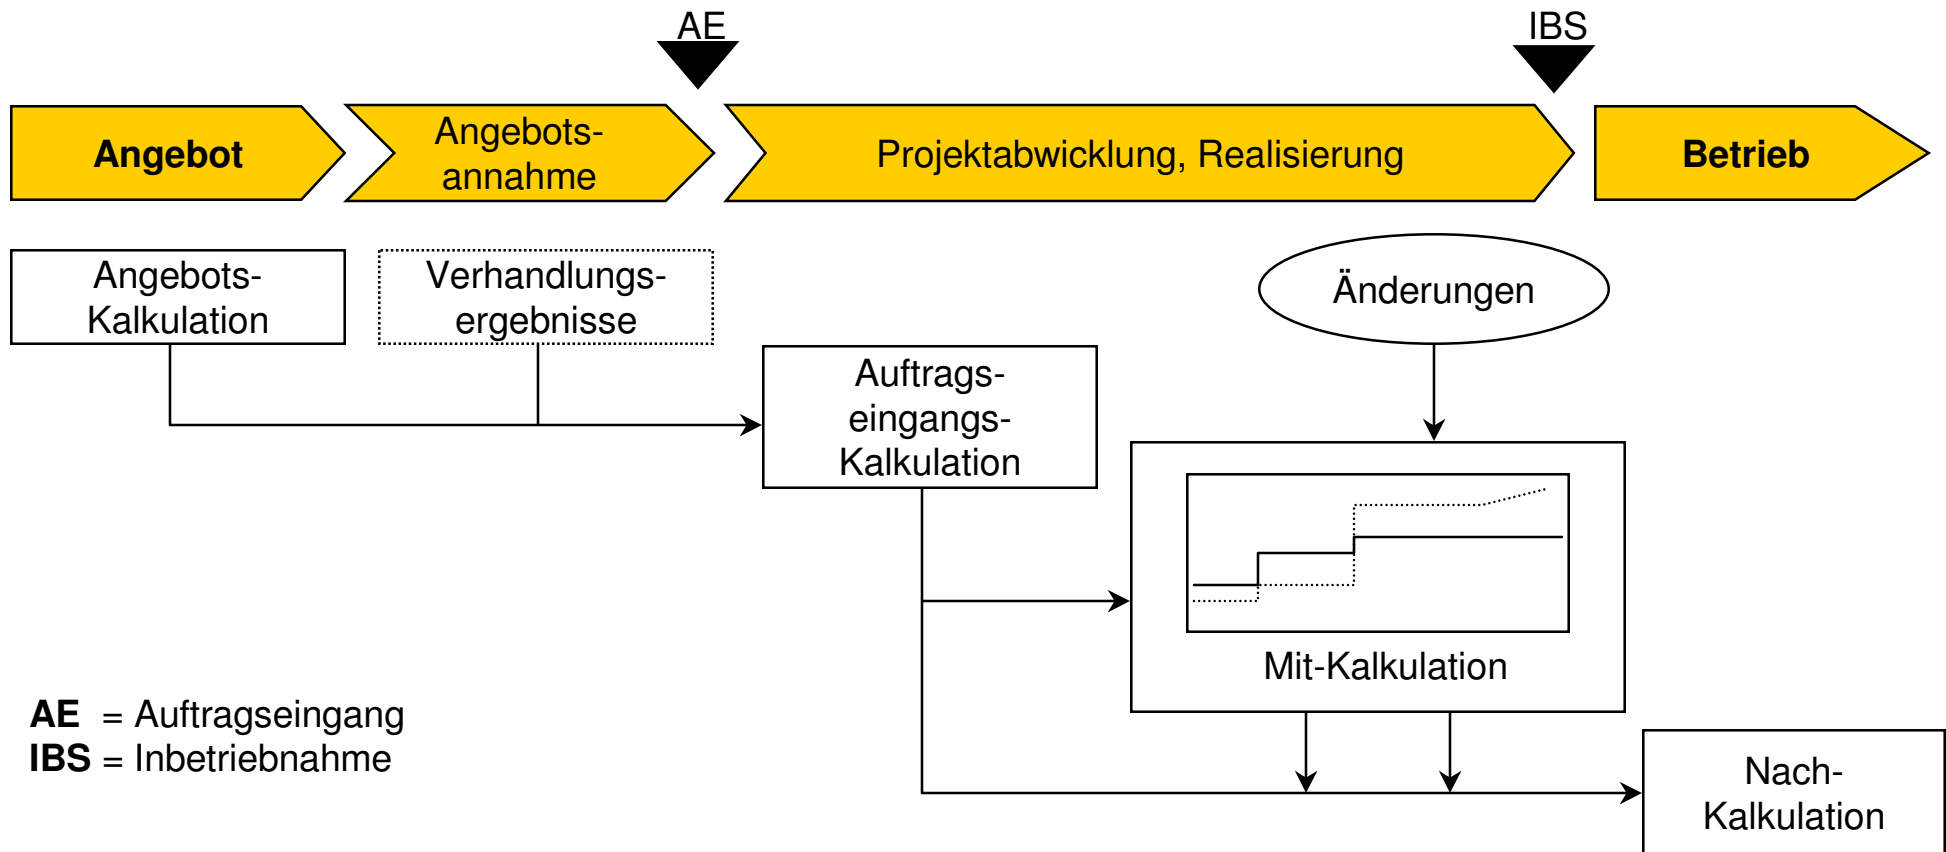 AE
IBS
Angebot
Angebots-
annahme
Projektabwicklung, Realisierung
Betrieb
Angebots-
Kalkulation
Verhandlungs-
ergebnisse
Änderungen
Auftrags-
eingangs-
Kalkulation
Mit-Kalkulation
AE = Auftragseingang
IBS = Inbetriebnahme
Nach-
Kalkulation